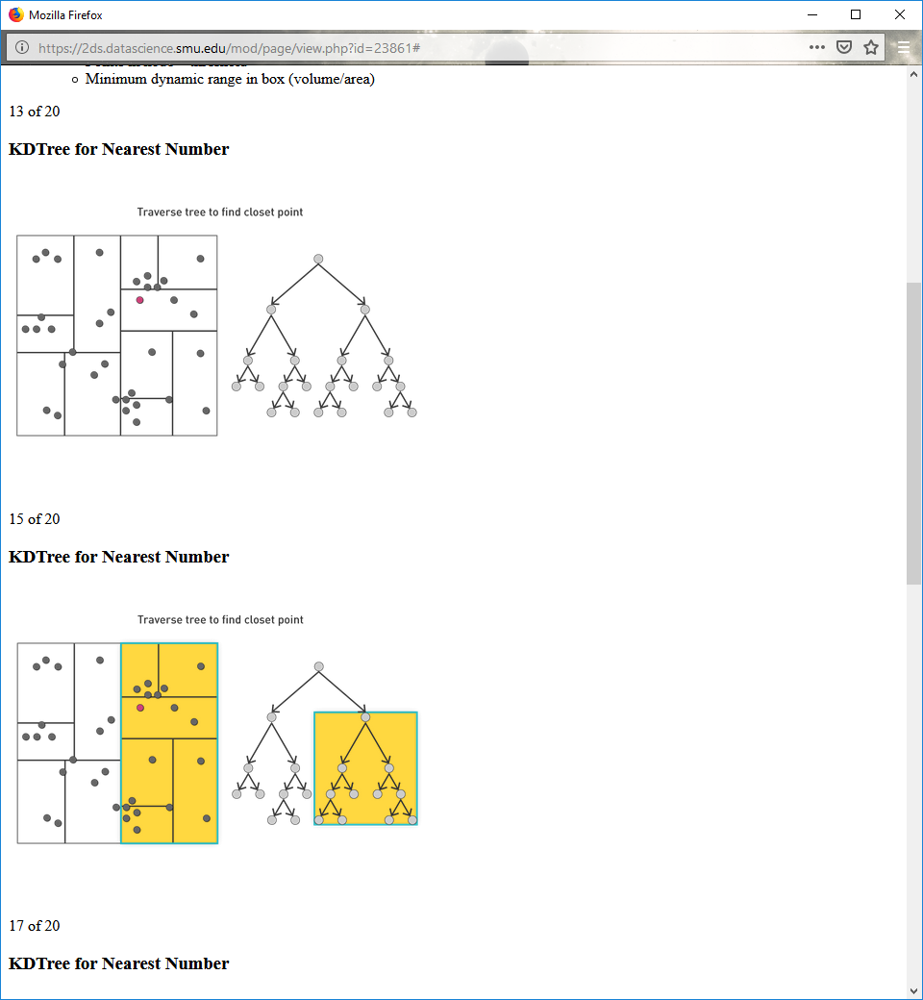 Mozilla Firefox
https://2ds.datascience.smu.edu/mod/page/view.php?id=23861#
Minimum dynamic range in box (volume/area)
13 of 20
KDTree for Nearest Number
Traverse tree to find closet point
15 of 20
KDTree for Nearest Number
Traverse tree to find closet point
17 of 20
KDTree for Nearest Number